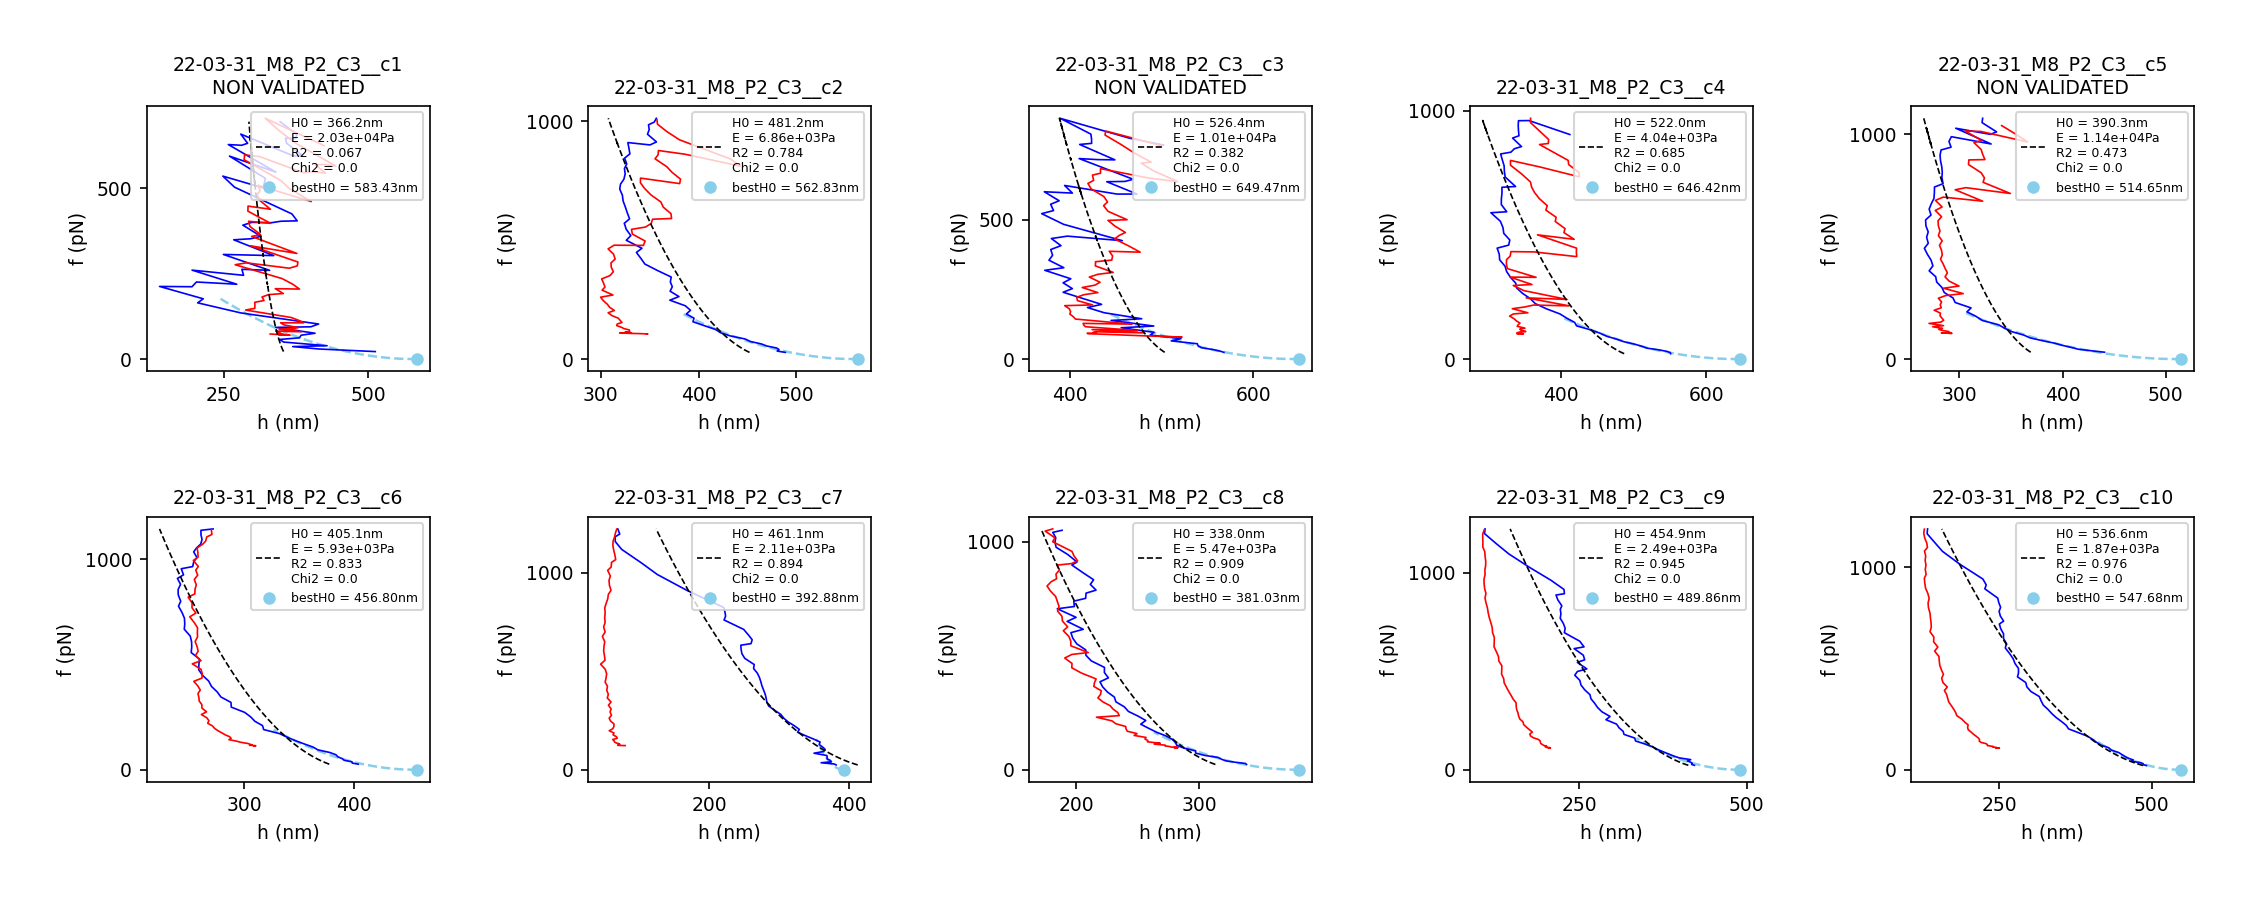 22-03-31_M8_P2_C3__c1
NON VALIDATED
H0 = 366.2nm
E = 2.03e+04Pa
R2 = 0.067
Chi2 = 0.0
bestH0 = 583.43nm
500
0
f (pN)
250 500
h (nm)
22-03-31_M8_P2_C3__c2
H0 = 481.2nm
E = 6.86e+03Pa
R2 = 0.784
Chi2 = 0.0
bestH0 = 562.83nm
1000
0
f (pN)
300 400 500
h (nm)
22-03-31_M8_P2_C3__c3
NON VALIDATED
H0 = 526.4nm
E = 1.01e+04Pa
R2 = 0.382
Chi2 = 0.0
bestH0 = 649.47nm
500
0
f (pN)
400 600
h (nm)
22-03-31_M8_P2_C3__c4
H0 = 522.0nm
E = 4.04e+03Pa
R2 = 0.685
Chi2 = 0.0
bestH0 = 646.42nm
1000
0
f (pN)
400 600
h (nm)
22-03-31_M8_P2_C3__c5
NON VALIDATED
H0 = 390.3nm
E = 1.14e+04Pa
R2 = 0.473
Chi2 = 0.0
bestH0 = 514.65nm
1000
0
f (pN)
300 400 500
h (nm)
22-03-31_M8_P2_C3__c6
H0 = 405.1nm
E = 5.93e+03Pa
R2 = 0.833
Chi2 = 0.0
bestH0 = 456.80nm
1000
0
f (pN)
300 400
h (nm)
22-03-31_M8_P2_C3__c7
H0 = 461.1nm
E = 2.11e+03Pa
R2 = 0.894
Chi2 = 0.0
bestH0 = 392.88nm
1000
0
f (pN)
200 400
h (nm)
22-03-31_M8_P2_C3__c8
H0 = 338.0nm
E = 5.47e+03Pa
R2 = 0.909
Chi2 = 0.0
bestH0 = 381.03nm
1000
0
f (pN)
200 300
h (nm)
22-03-31_M8_P2_C3__c9
H0 = 454.9nm
E = 2.49e+03Pa
R2 = 0.945
Chi2 = 0.0
bestH0 = 489.86nm
1000
0
f (pN)
250 500
h (nm)
22-03-31_M8_P2_C3__c10
H0 = 536.6nm
E = 1.87e+03Pa
R2 = 0.976
Chi2 = 0.0
bestH0 = 547.68nm
1000
0
f (pN)
250 500
h (nm)